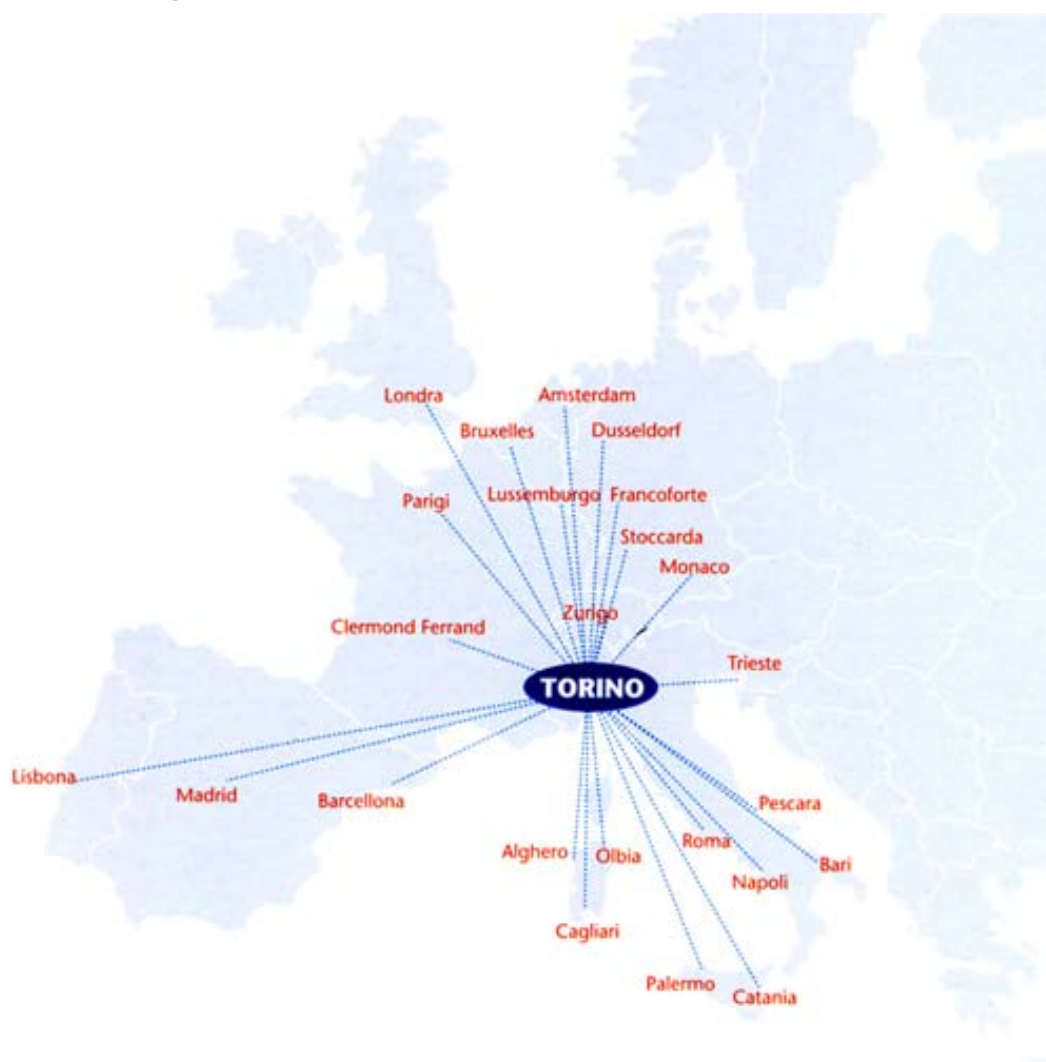 Londra
Amsterdam
Bruxelles
Dusseldorf
Parigi
Lussemburgo
Francoforte
Stoccarda
Monaco
Zurigo
Clermond Ferrand
Trieste
TORINO
Lisbona
Madrid
Barcellona
Pescara
Roma
Alghero
Olbia
Bari
Napoli
Cagliari
Palermo
Catania